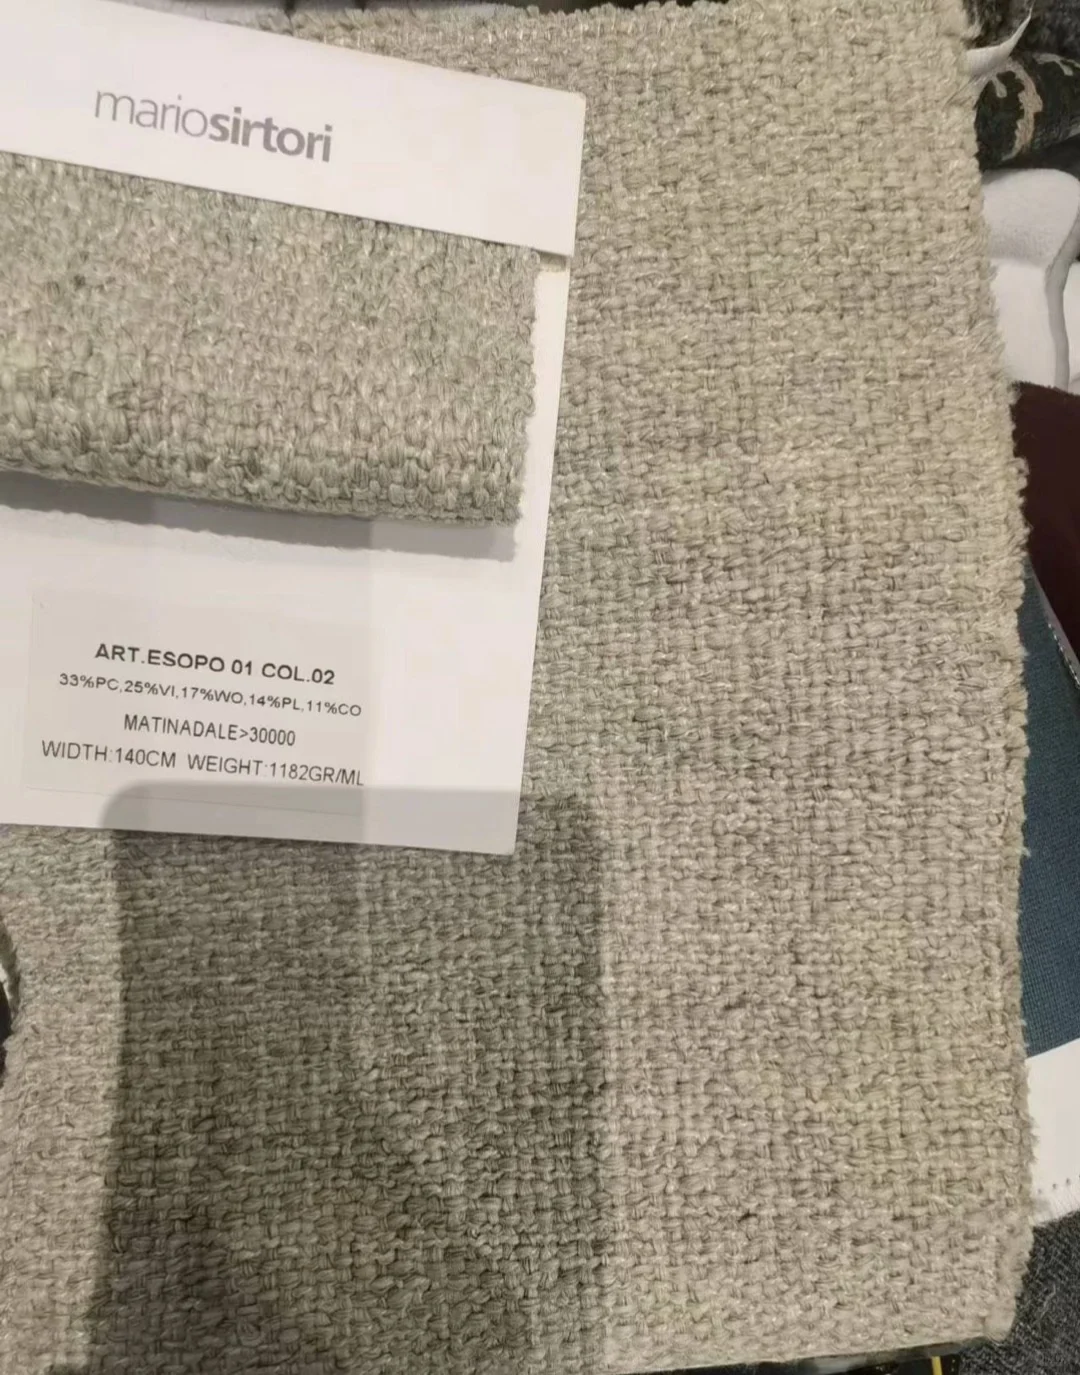 mariosirtori
ART.ESOPO 01 COL.02
33%PC,25%VI,17%WO,14%PL,11%CO
MATINADALE>30000
WIDTH:140CM WEIGHT:1182GR/ML